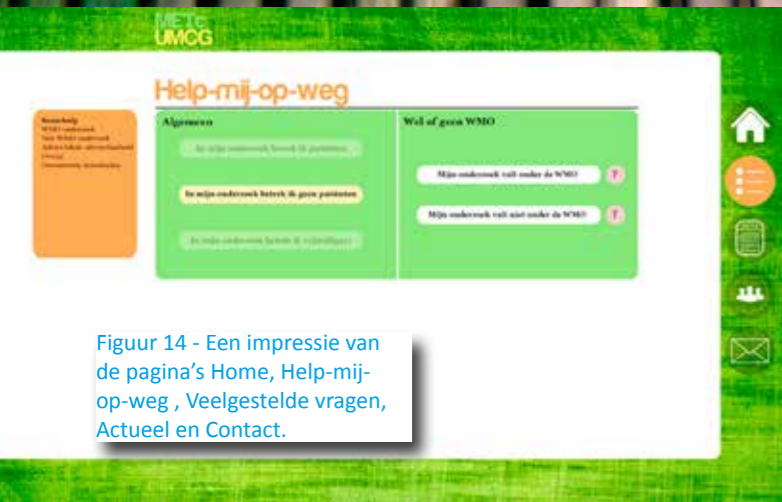 METc
UMCG
Help-mij-op-weg
WMO onderzoek
Algemeen
In mijn onderzoek betrek ik patiënten
In mijn onderzoek betrek ik geen patiënten
In mijn onderzoek betrek ik vrijwilligers
Wel of geen WMO
Mijn onderzoek valt onder de WMO ?
Mijn onderzoek valt niet onder de WMO ?
Figuur 14 - Een impressie van
de pagina's Home, Help-mij-
op-weg , Veelgestelde vragen,
Actueel en Contact.